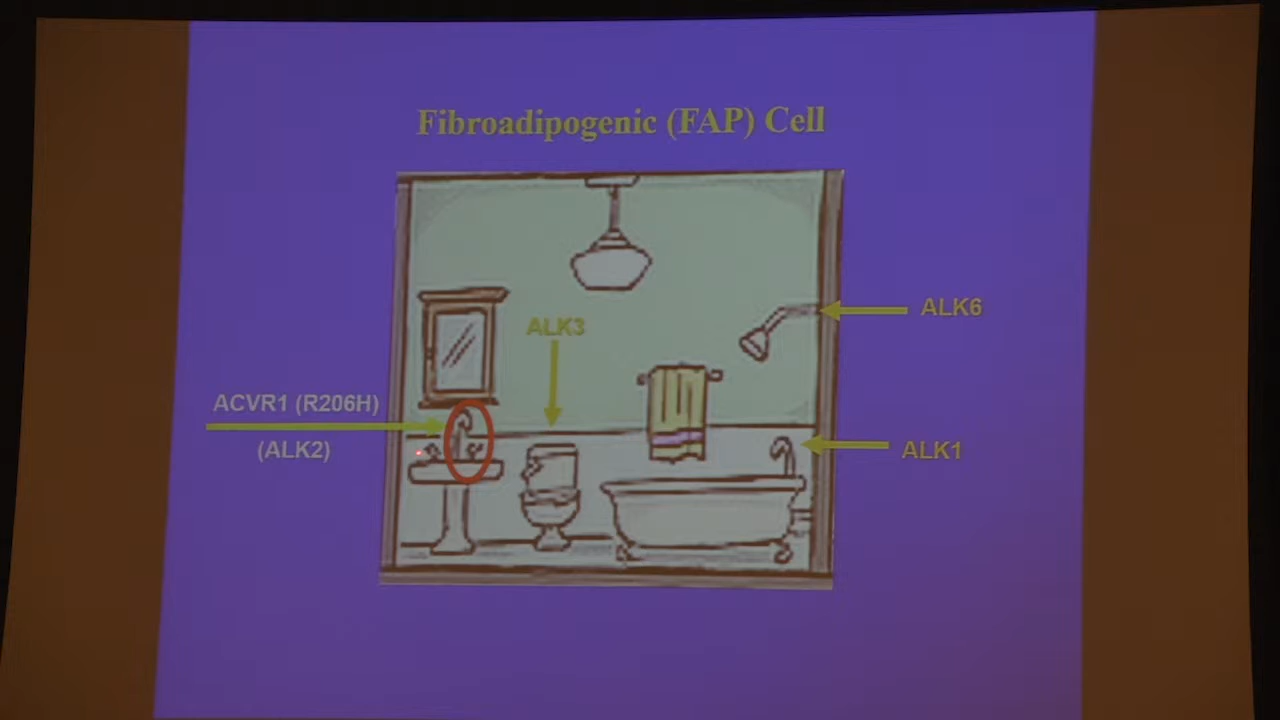 Fibroadipogenic (FAP) Cell
ALK6
ALK3
ACVR1 (R206H)
(ALK2)
ALK1